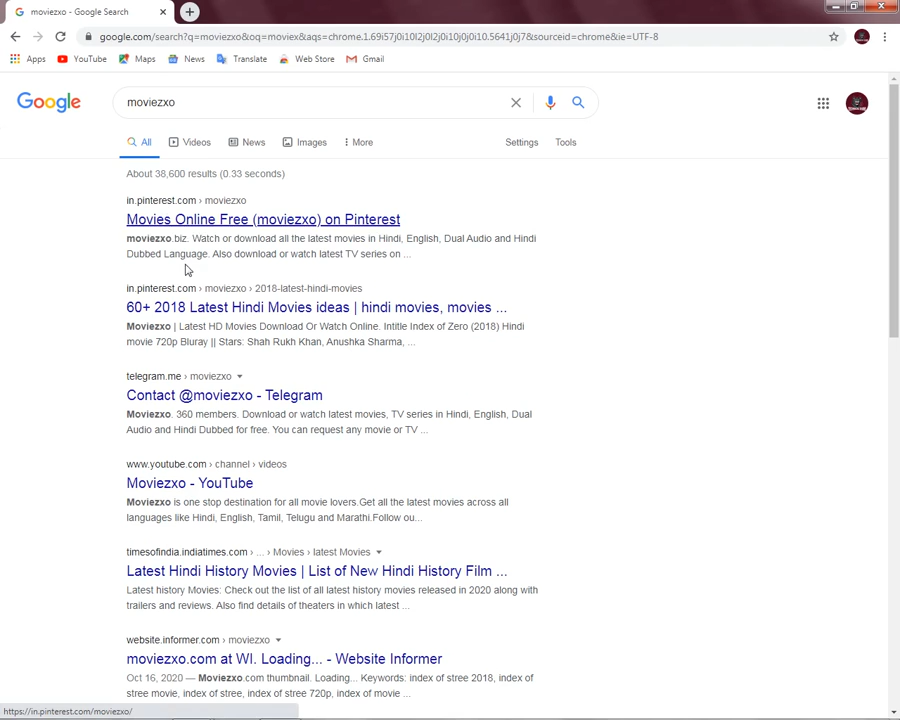 moviezxo - Google Search
google.com/search?q=moviezxo&oq=moviex&aqs=chrome.1.69i57j0i10l2j0l2j0i10j0j0i10.5641j0j7&sourceid=chrome&ie=UTF-8
Apps YouTube Maps News Translate Web Store Gmail
Google moviezxo
All Videos News Images More Settings Tools
About 38,600 results (0.33 seconds)
in.pinterest.com › moviezxo
Movies Online Free (moviezxo) on Pinterest
moviezxo.biz. Watch or download all the latest movies in Hindi, English, Dual Audio and Hindi
Dubbed Language. Also download or watch latest TV series on ...
in.pinterest.com › moviezxo › 2018-latest-hindi-movies
60+ 2018 Latest Hindi Movies ideas | hindi movies, movies ...
Moviezxo | Latest HD Movies Download Or Watch Online. Intitle Index of Zero (2018) Hindi
movie 720p Bluray || Stars: Shah Rukh Khan, Anushka Sharma, ...
telegram.me › moviezxo
Contact @moviezxo - Telegram
Moviezxo. 360 members. Download or watch latest movies, TV series in Hindi, English, Dual
Audio and Hindi Dubbed for free. You can request any movie or TV ...
www.youtube.com › channel › videos
Moviezxo - YouTube
Moviezxo is one stop destination for all movie lovers.Get all the latest movies across all
languages like Hindi, English, Tamil, Telugu and Marathi.Follow ou...
timesofindia.indiatimes.com › ... › Movies › latest Movies
Latest Hindi History Movies | List of New Hindi History Film ...
Latest history Movies: Check out the list of all latest history movies released in 2020 along with
trailers and reviews. Also find details of theaters in which latest ...
website.informer.com › moviezxo
moviezxo.com at WI. Loading... - Website Informer
Oct 16, 2020 — Moviezxo.com thumbnail. Loading... Keywords: index of stree 2018, index of
stree movie, index of stree, index of stree 720p, index of movie ...
https://in.pinterest.com/moviezxo/